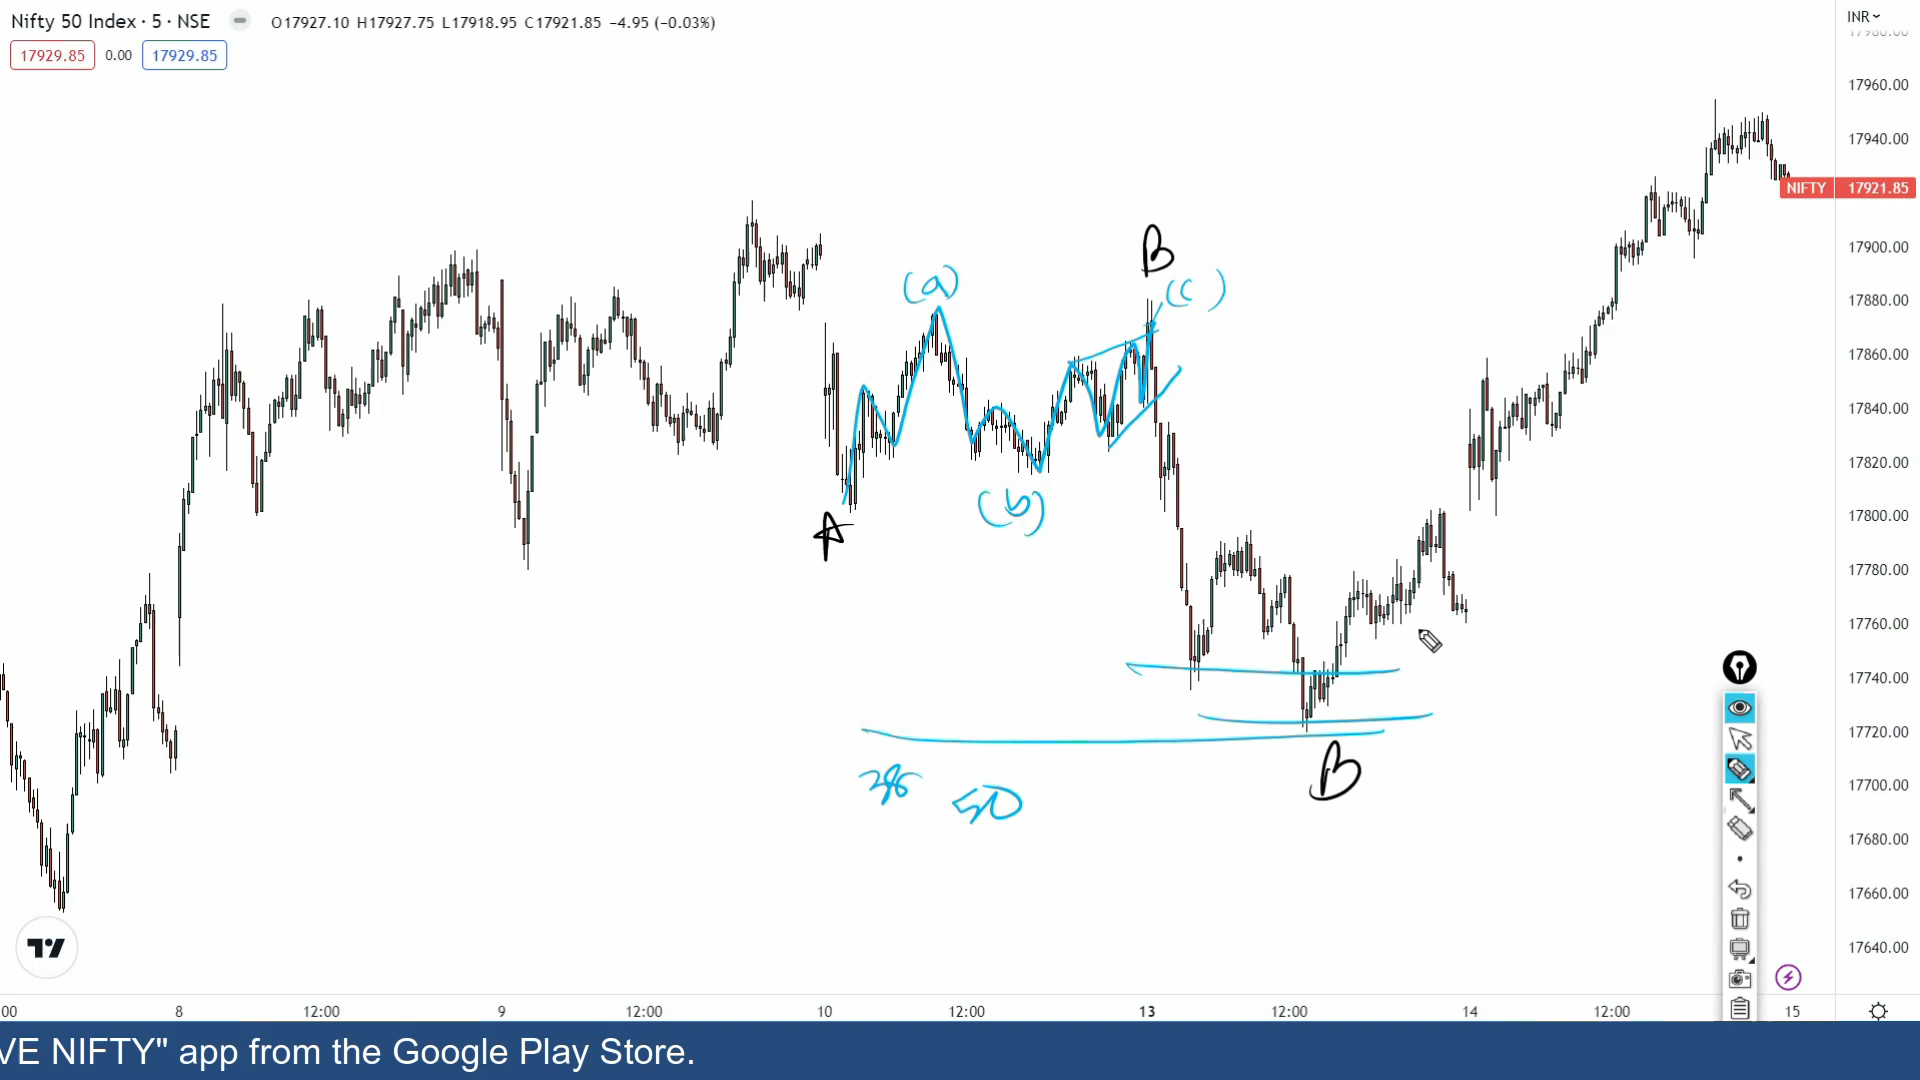 Nifty 50 Index · 5 · NSE O17927.10 H17927.75 L17918.95 C17921.85 −4.95 (−0.03%)
INR
17929.85 0.00 17929.85
17980.00
17960.00
17940.00
NIFTY 17921.85
17900.00
17880.00
17860.00
17840.00
17820.00
17800.00
17780.00
17760.00
17740.00
17720.00
17700.00
17680.00
17660.00
17640.00
B
(a)
(c)
(b)
A
B
50
00 8 12:00 9 12:00 10 12:00 13 12:00 14 12:00 15
VE NIFTY" app from the Google Play Store.